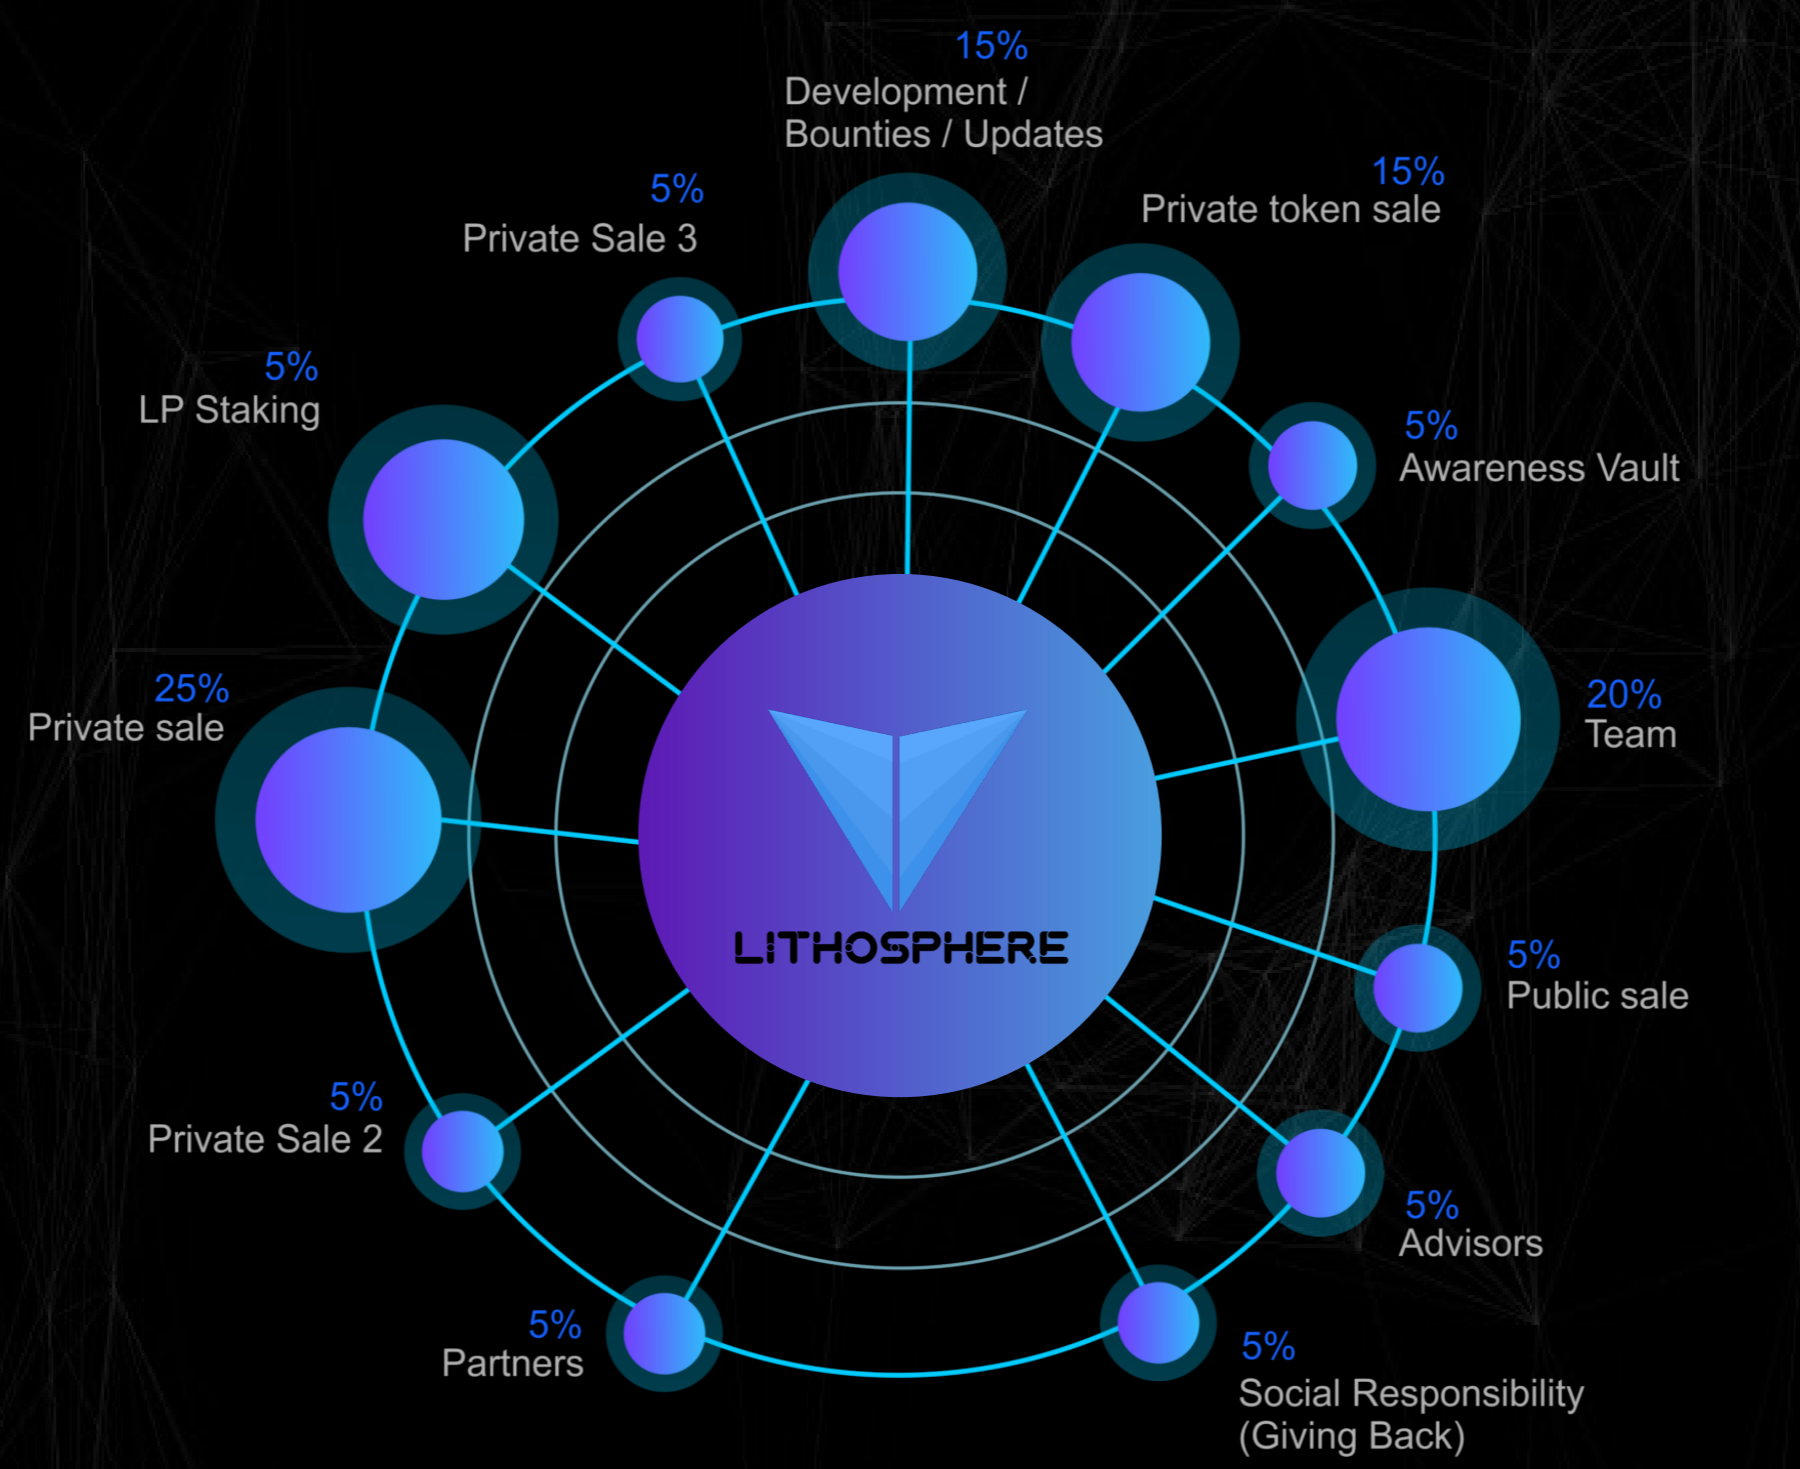 15%
Development /
Bounties / Updates
15%
Private token sale
5%
Private Sale 3
5%
LP Staking
5%
Awareness Vault
25%
Private sale
20%
Team
LITHOSPHERE
5%
Public sale
5%
Private Sale 2
5%
Advisors
5%
Partners
5%
Social Responsibility
(Giving Back)